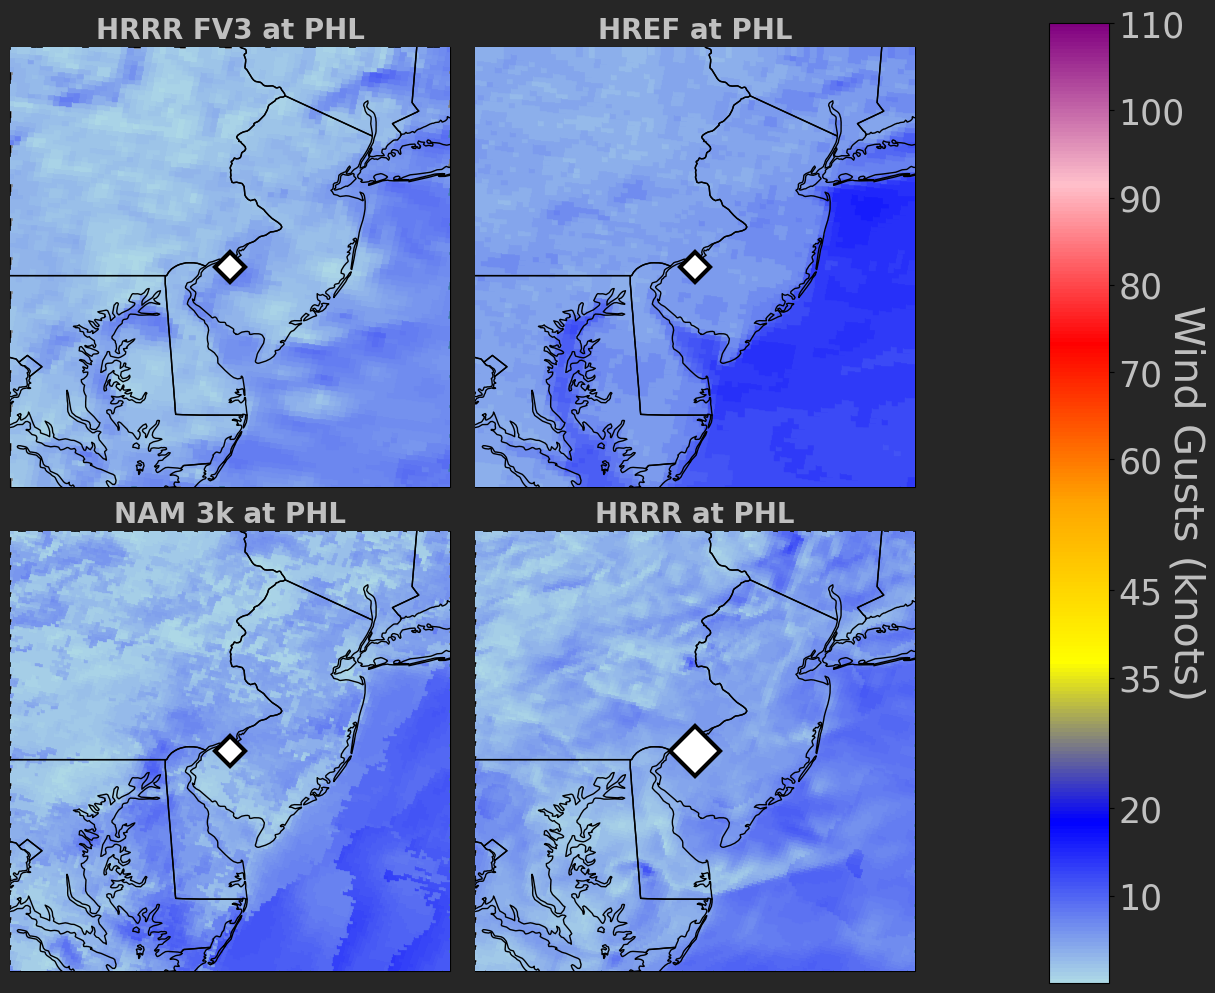 HRRR FV3 at PHL
HREF at PHL
NAM 3k at PHL
HRRR at PHL
110
100
90
80
70
60
45
35
20
10
Wind Gusts (knots)